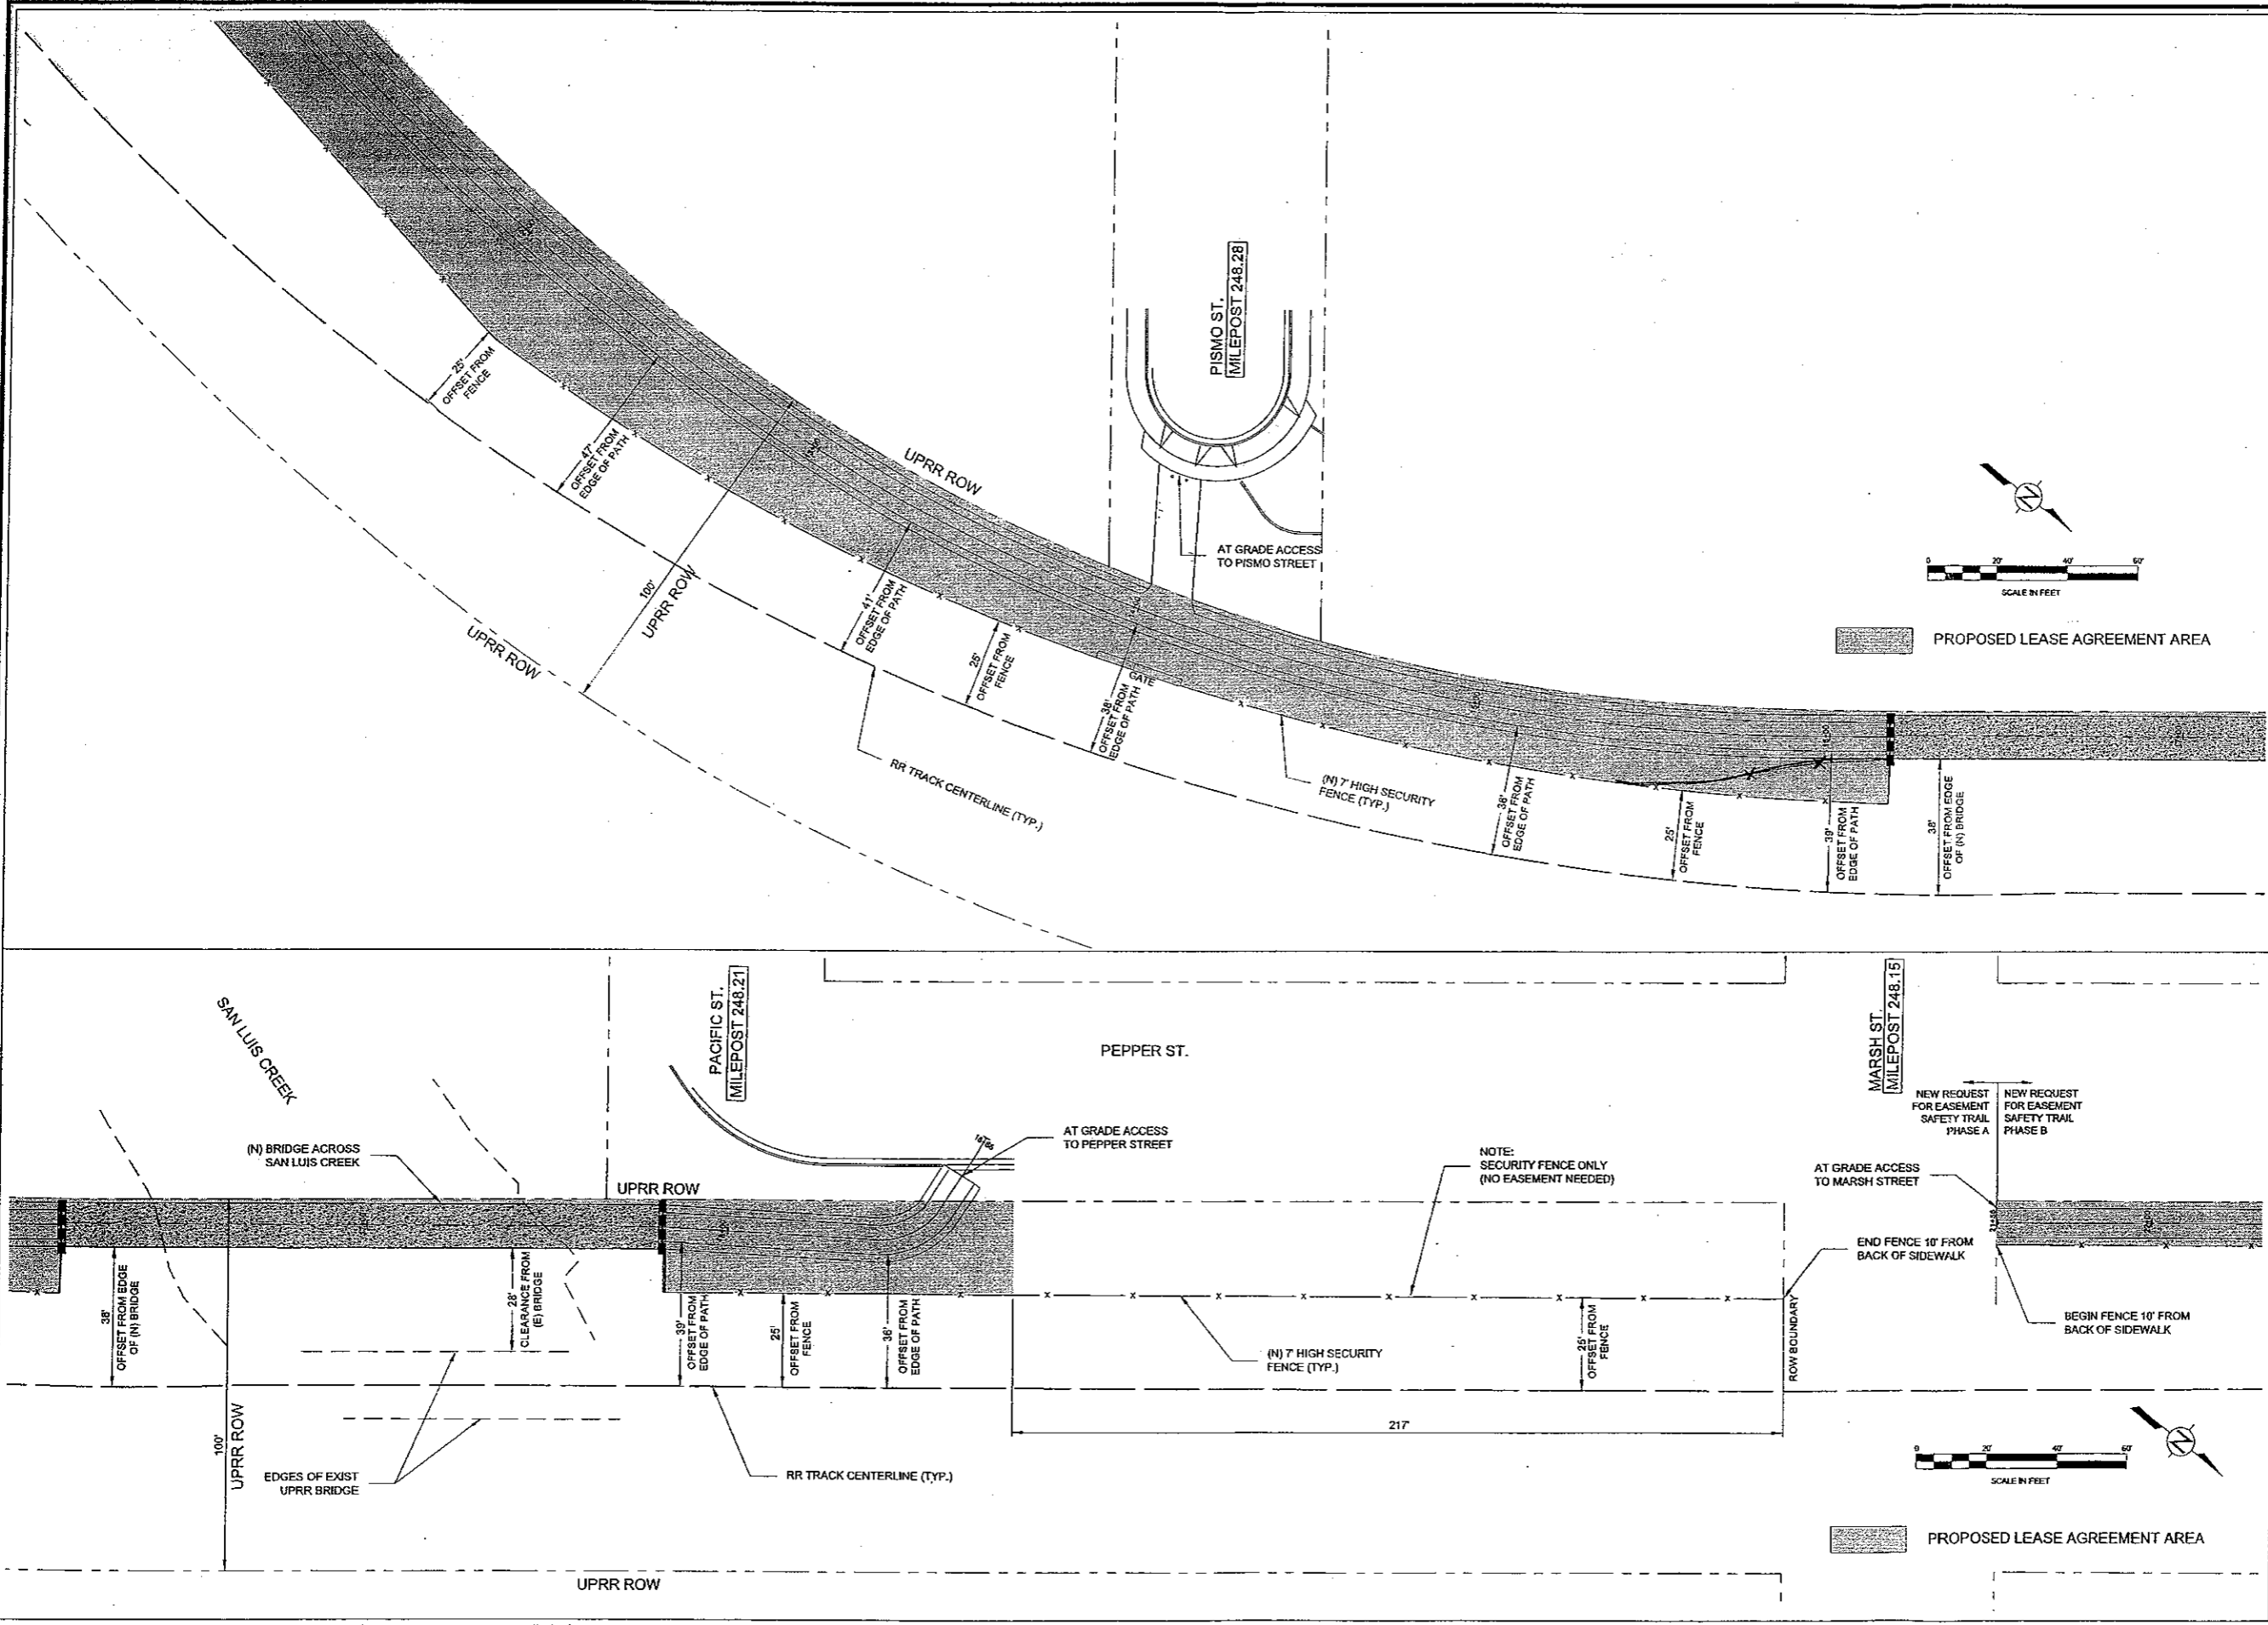 PISMO ST.
MILEPOST 248.28
25'
OFFSET FROM
FENCE
47'
OFFSET FROM
EDGE OF PATH
UPRR ROW
100'
UPRR ROW
UPRR ROW
41'
OFFSET FROM
EDGE OF PATH
25'
OFFSET FROM
FENCE
GATE
38'
OFFSET FROM
EDGE OF PATH
AT GRADE ACCESS
TO PISMO STREET
RR TRACK CENTERLINE (TYP.)
(N) 7' HIGH SECURITY
FENCE (TYP.)
36'
OFFSET FROM
EDGE OF PATH
25'
OFFSET FROM
FENCE
39'
OFFSET FROM
EDGE OF PATH
38'
OFFSET FROM EDGE
OF (N) BRIDGE
N
0 20' 40' 60'
SCALE IN FEET
PROPOSED LEASE AGREEMENT AREA
SAN LUIS CREEK
PACIFIC ST.
MILEPOST 248.21
PEPPER ST.
MARSH ST.
MILEPOST 248.15
NEW REQUEST
FOR EASEMENT
SAFETY TRAIL
PHASE A
NEW REQUEST
FOR EASEMENT
SAFETY TRAIL
PHASE B
(N) BRIDGE ACROSS
SAN LUIS CREEK
UPRR ROW
AT GRADE ACCESS
TO PEPPER STREET
NOTE:
SECURITY FENCE ONLY
(NO EASEMENT NEEDED)
AT GRADE ACCESS
TO MARSH STREET
END FENCE 10' FROM
BACK OF SIDEWALK
BEGIN FENCE 10' FROM
BACK OF SIDEWALK
38'
OFFSET FROM EDGE
OF (N) BRIDGE
28'
CLEARANCE FROM
(E) BRIDGE
39'
OFFSET FROM
EDGE OF PATH
25'
OFFSET FROM
FENCE
36'
OFFSET FROM
EDGE OF PATH
(N) 7' HIGH SECURITY
FENCE (TYP.)
25'
OFFSET FROM
FENCE
ROW BOUNDARY
217'
100'
UPRR ROW
EDGES OF EXIST
UPRR BRIDGE
RR TRACK CENTERLINE (TYP.)
N
0 20' 40' 60'
SCALE IN FEET
PROPOSED LEASE AGREEMENT AREA
UPRR ROW